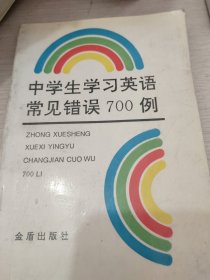 中学生学习英语
常见错误 700 例
ZHONG XUESHENG
XUEXI YINGYU
CHANGJIAN CUO WU
700 LI
金盾出版社